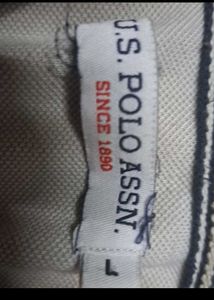 U.S. POLO ASSN.
SINCE 1890
L